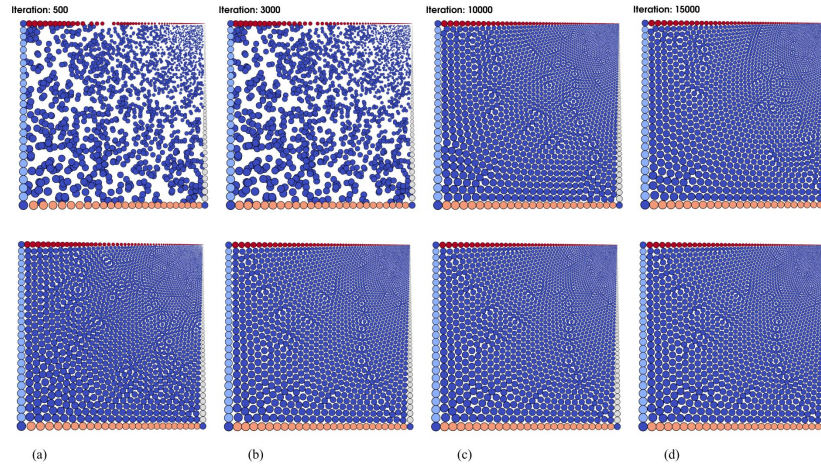 Iteration: 500
Iteration: 3000
Iteration: 10000
Iteration: 15000
(a)
(b)
(c)
(d)